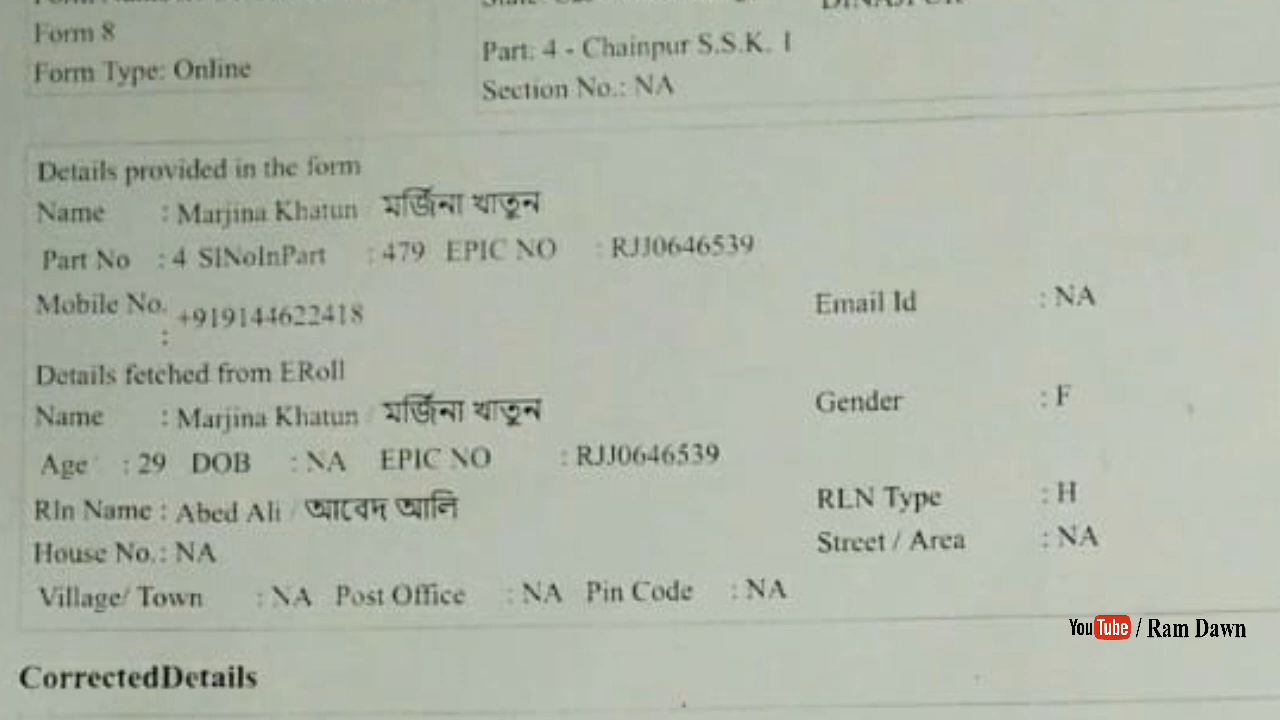 Form 8
Form Type: Online
DINAJPUR
Part: 4 - Chainpur S.S.K. 1
Section No.: NA
Details provided in the form
Name : Marjina Khatun / মর্জিনা খাতুন
Part No : 4 SlNoInPart : 479 EPIC NO : RJJ0646539
Mobile No. : +919144622418 Email Id : NA
Details fetched from ERoll
Name : Marjina Khatun / মর্জিনা খাতুন Gender : F
Age : 29 DOB : NA EPIC NO : RJJ0646539
Rln Name : Abed Ali / আবেদ আলি RLN Type : H
House No.: NA Street / Area : NA
Village/ Town : NA Post Office : NA Pin Code : NA
YouTube / Ram Dawn
CorrectedDetails